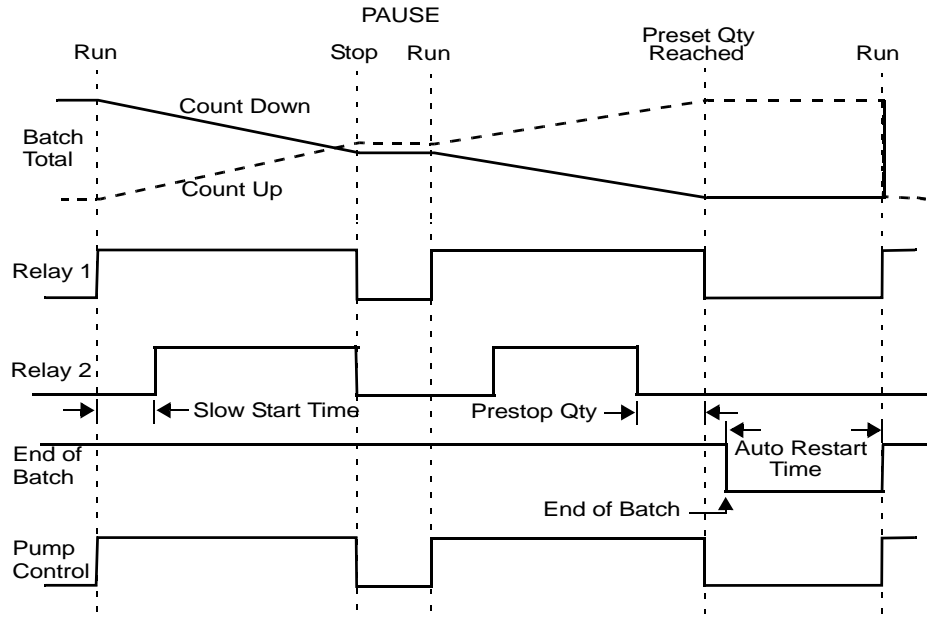 PAUSE
Run
Stop
Run
Preset Qty
Reached
Run
Count Down
Batch
Total
Count Up
Relay 1
Relay 2
Slow Start Time
Prestop Qty
End of
Batch
Auto Restart
Time
End of Batch
Pump
Control